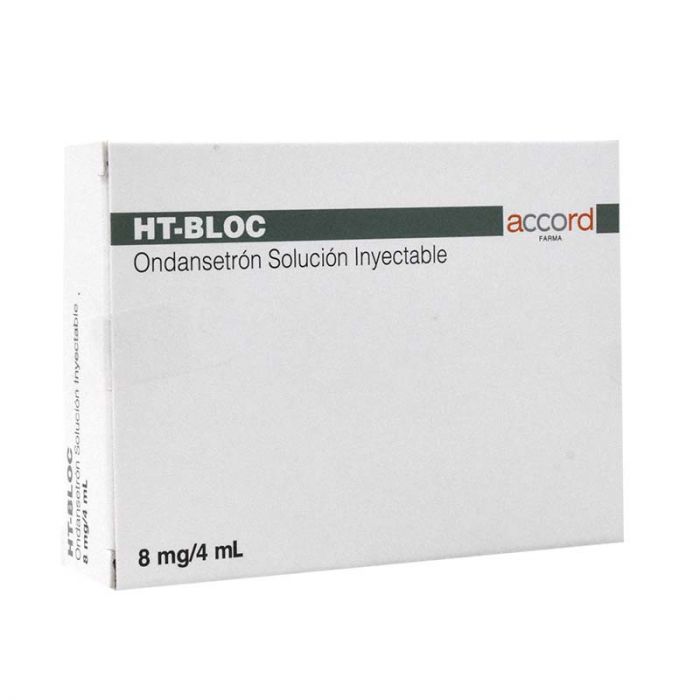 HT-BLOC
Ondansetrón Solución Inyectable
accord
FARMA
8 mg/4 mL
HT-BLOC
Ondansetrón Solución Inyectable
8 mg/4 mL